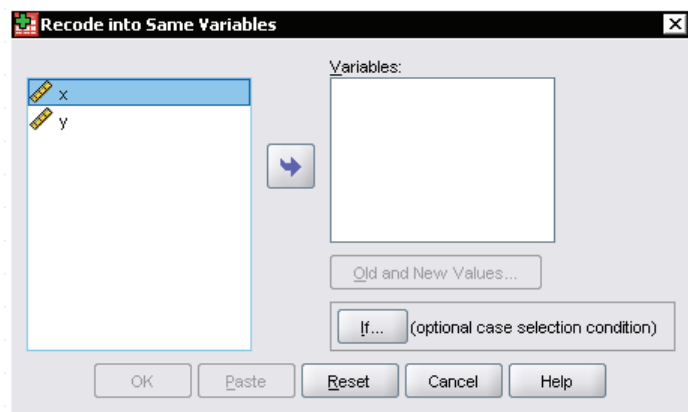 Recode into Same Variables
Variables:
x
y
Old and New Values...
If... (optional case selection condition)
OK Paste Reset Cancel Help